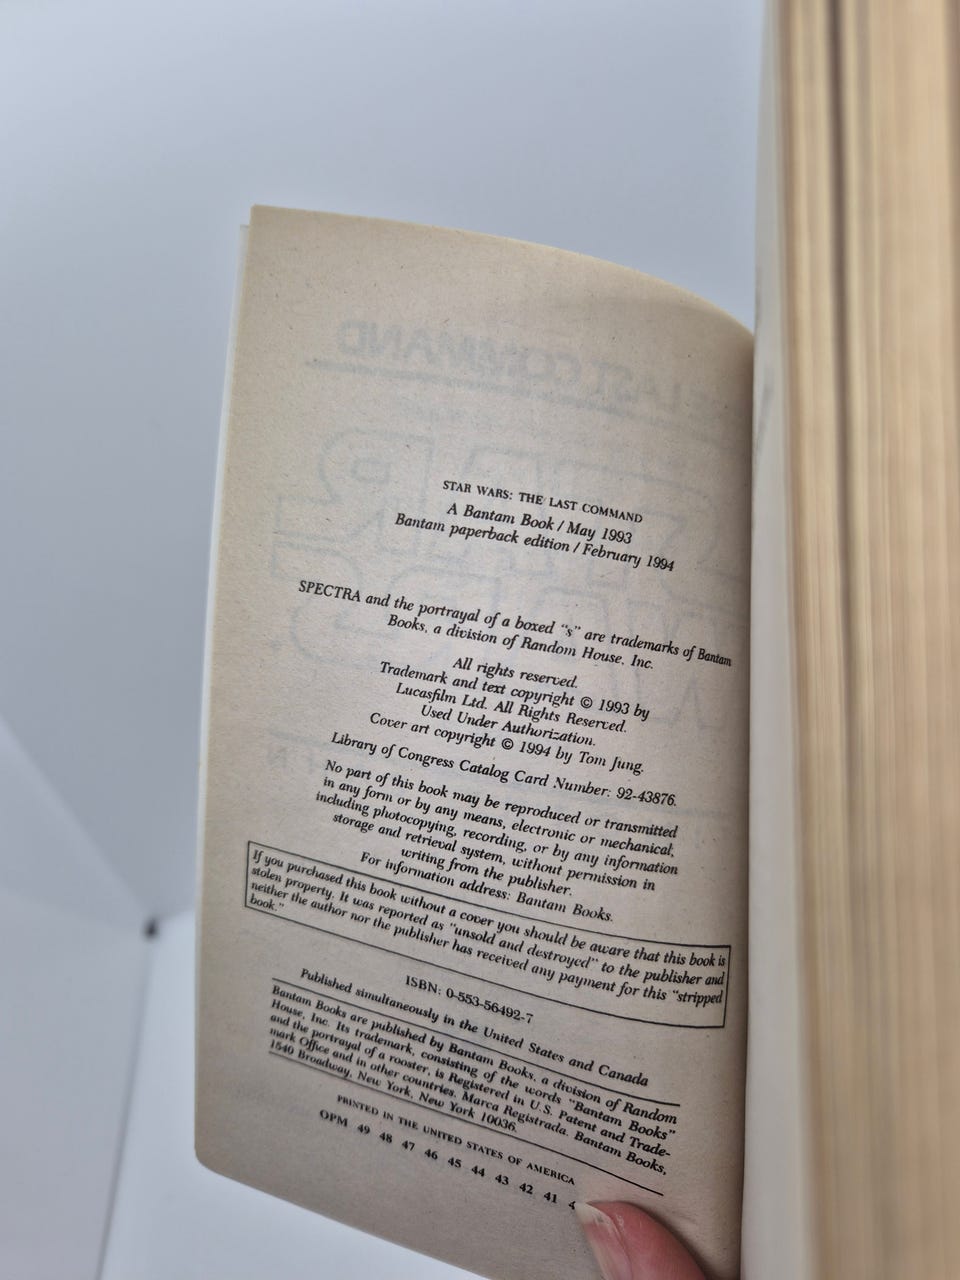 STAR WARS: THE LAST COMMAND
A Bantam Book / May 1993
Bantam paperback edition / February 1994
SPECTRA and the portrayal of a boxed "s" are trademarks of Bantam
Books, a division of Random House, Inc.
All rights reserved.
Trademark and text copyright © 1993 by
Lucasfilm Ltd. All Rights Reserved.
Used Under Authorization.
Cover art copyright © 1994 by Tom Jung.
Library of Congress Catalog Card Number: 92-43876.
No part of this book may be reproduced or transmitted
in any form or by any means, electronic or mechanical,
including photocopying, recording, or by any information
storage and retrieval system, without permission in
writing from the publisher.
For information address: Bantam Books.
If you purchased this book without a cover you should be aware that this book is
stolen property. It was reported as "unsold and destroyed" to the publisher and
neither the author nor the publisher has received any payment for this "stripped
book."
ISBN: 0-553-56492-7
Published simultaneously in the United States and Canada
Bantam Books are published by Bantam Books, a division of Random
House, Inc. Its trademark, consisting of the words "Bantam Books"
and the portrayal of a rooster, is Registered in U.S. Patent and Trade-
mark Office and in other countries. Marca Registrada. Bantam Books,
1540 Broadway, New York, New York 10036.
PRINTED IN THE UNITED STATES OF AMERICA
OPM 49 48 47 46 45 44 43 42 41